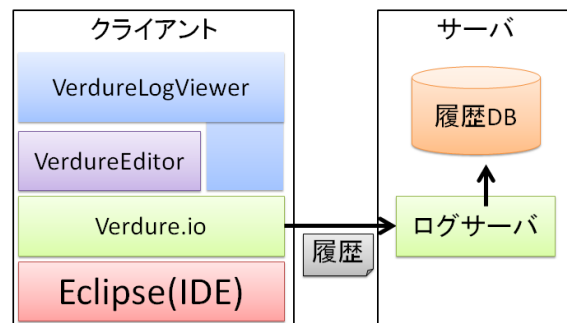 クライアント
VerdureLogViewer
VerdureEditor
Verdure.io
Eclipse(IDE)
履歴
サーバ
履歴DB
ログサーバ